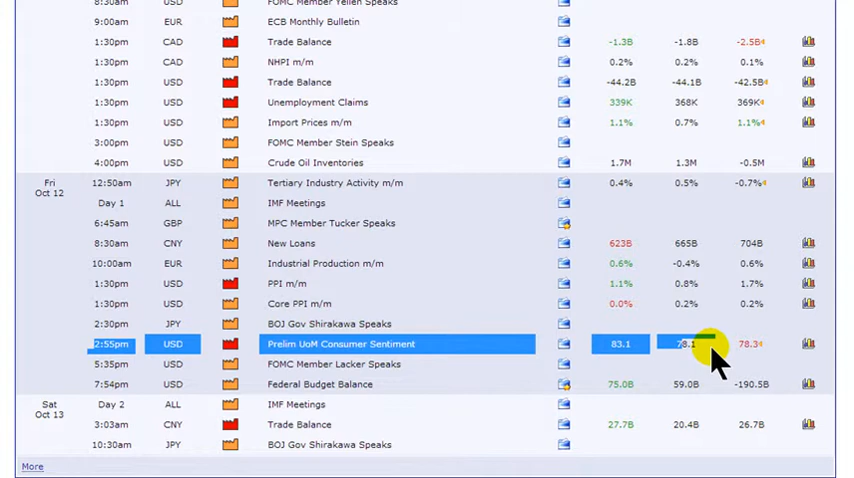 8:30am USD FOMC Member Yellen Speaks
9:00am EUR ECB Monthly Bulletin
1:30pm CAD Trade Balance -1.3B -1.8B -2.5B
1:30pm CAD NHPI m/m 0.2% 0.2% 0.1%
1:30pm USD Trade Balance -44.2B -44.1B -42.5B
1:30pm USD Unemployment Claims 339K 368K 369K
1:30pm USD Import Prices m/m 1.1% 0.7% 1.1%
3:00pm USD FOMC Member Stein Speaks
4:00pm USD Crude Oil Inventories 1.7M 1.3M -0.5M
Fri Oct 12 12:50am JPY Tertiary Industry Activity m/m 0.4% 0.5% -0.7%
Day 1 ALL IMF Meetings
6:45am GBP MPC Member Tucker Speaks
8:30am CNY New Loans 623B 665B 704B
10:00am EUR Industrial Production m/m 0.6% -0.4% 0.6%
1:30pm USD PPI m/m 1.1% 0.8% 1.7%
1:30pm USD Core PPI m/m 0.0% 0.2% 0.2%
2:30pm JPY BOJ Gov Shirakawa Speaks
2:55pm USD Prelim UoM Consumer Sentiment 83.1 78.1 78.3
5:35pm USD FOMC Member Lacker Speaks
7:54pm USD Federal Budget Balance 75.0B 59.0B -190.5B
Sat Oct 13 Day 2 ALL IMF Meetings
3:03am CNY Trade Balance 27.7B 20.4B 26.7B
10:30am JPY BOJ Gov Shirakawa Speaks
More